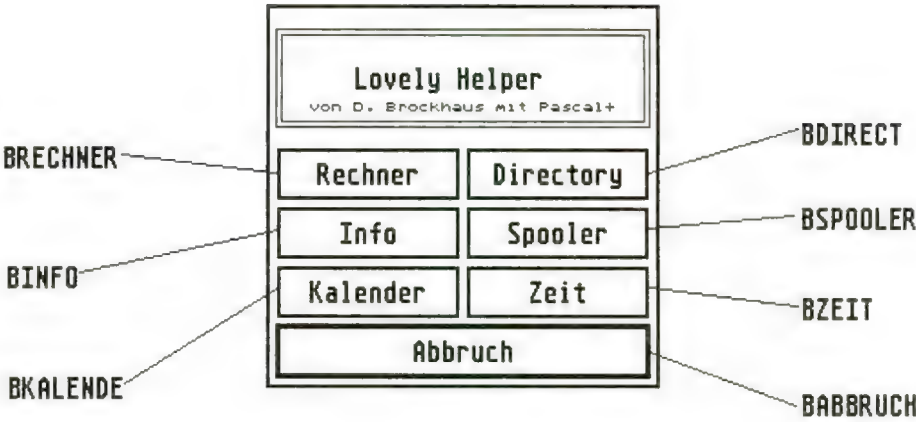 Lovely Helper
von D. Brockhaus mit Pascal+
BRECHNER
BDIRECT
Rechner
Directory
BINFO
BSPOOLER
Info
Spooler
BKALENDE
BZEIT
Kalender
Zeit
Abbruch
BABBRUCH